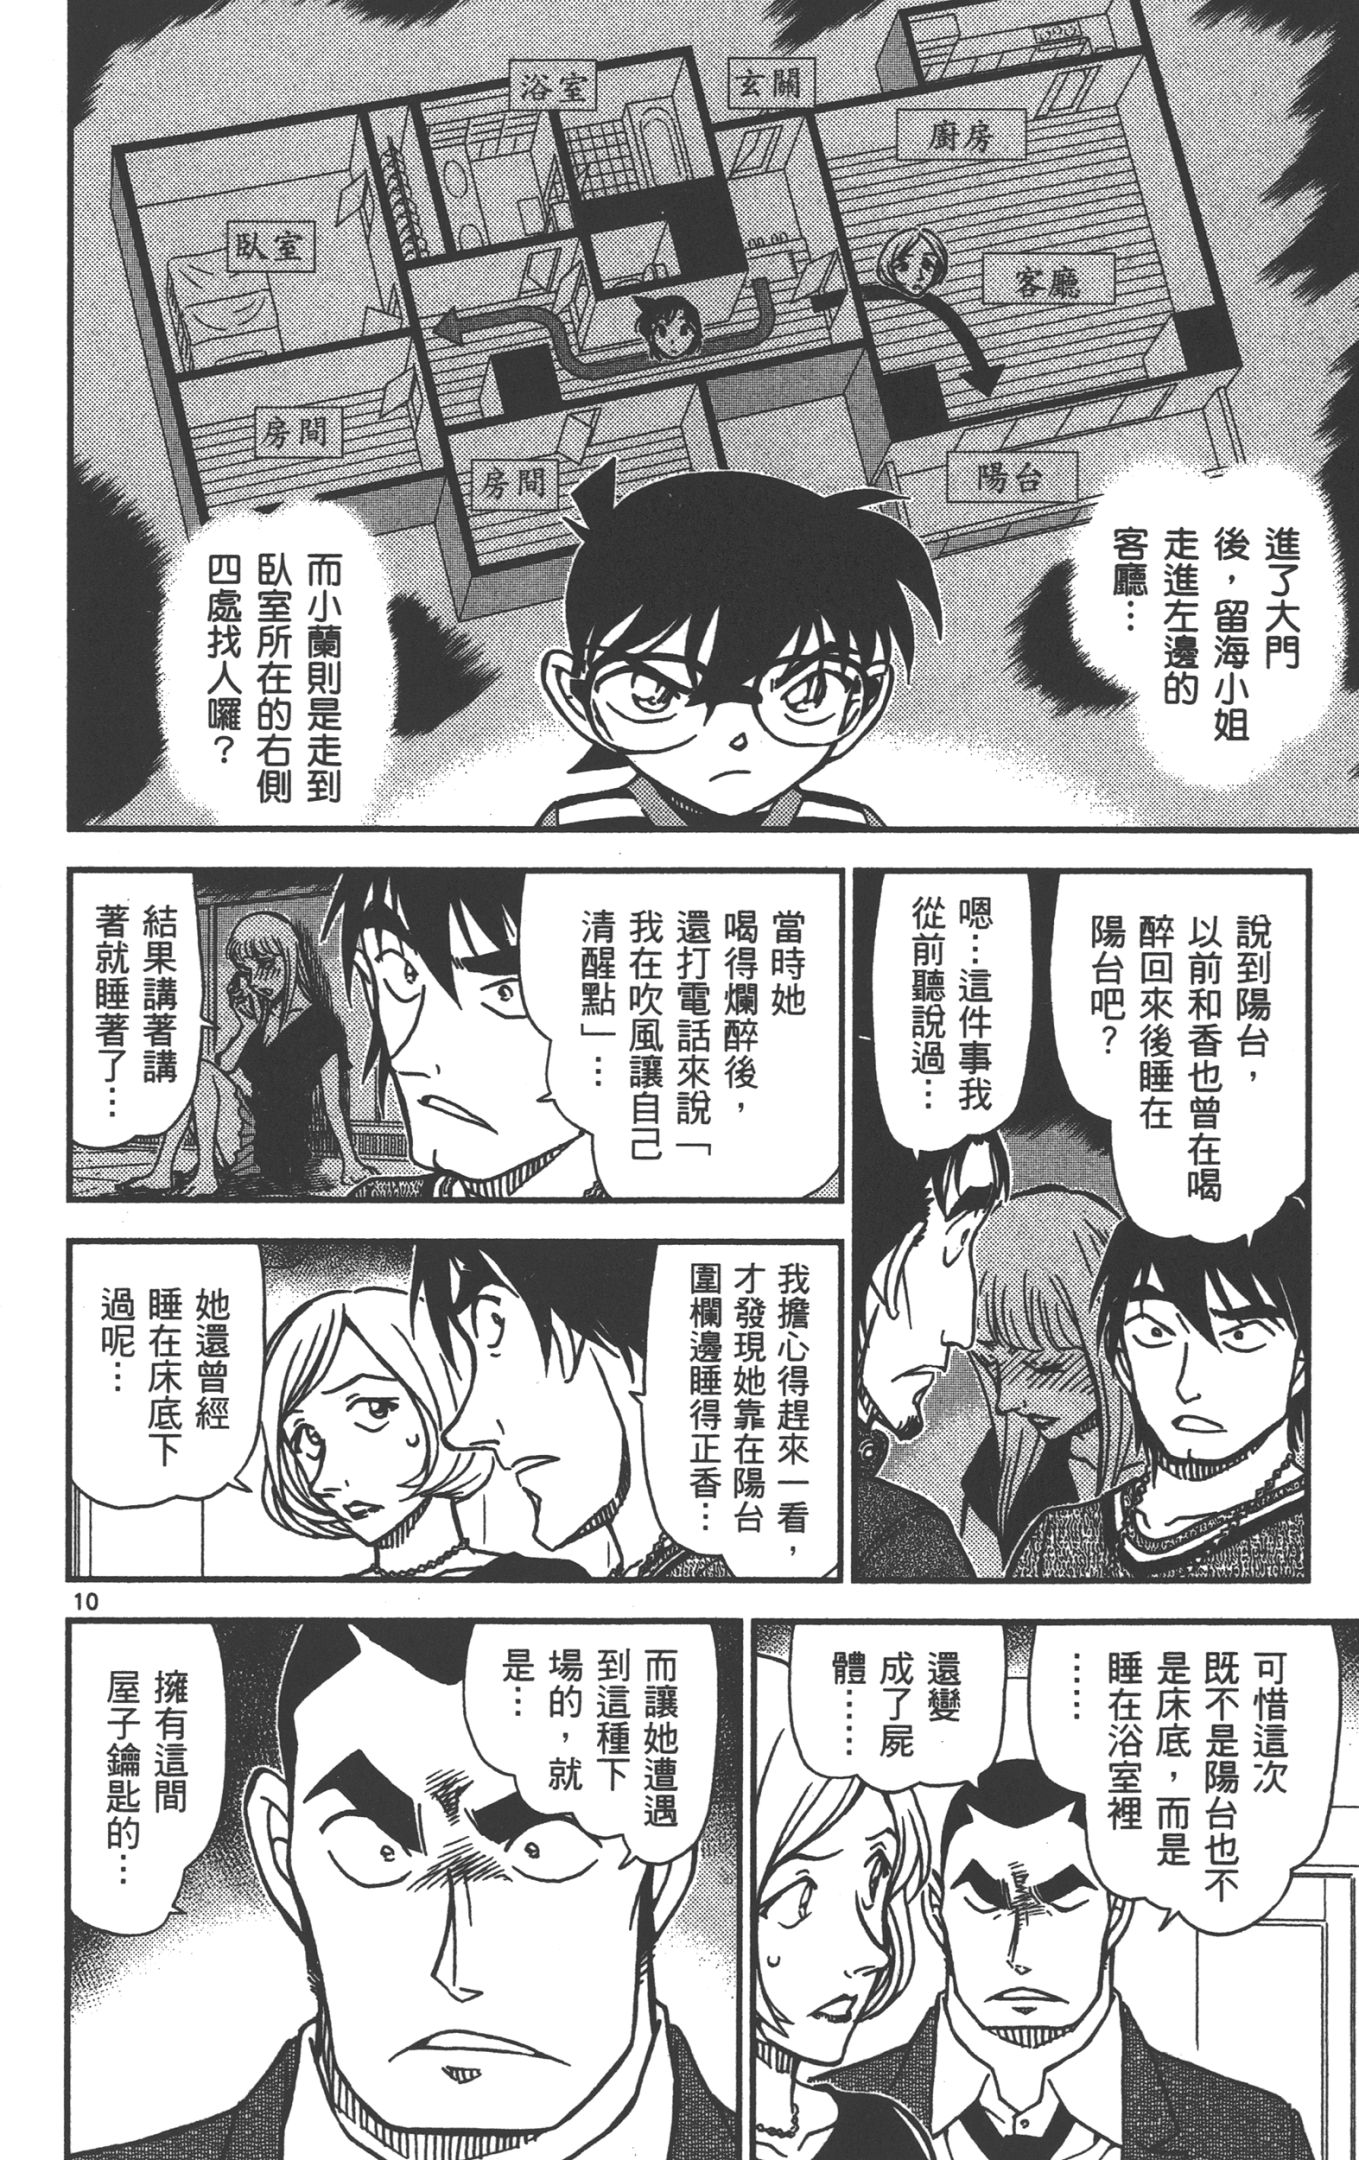 浴室
玄關
廚房
臥室
客廳
房間
房間
陽台
進了大門
後，留海小姐
走進左邊的
客廳…
而小蘭則是走到
臥室所在的右側
四處找人囉？
說到陽台，
以前和香也曾在喝
醉回來後睡在
陽台吧？
嗯…這件事我
從前聽說過…
當時她
喝得爛醉後，
還打電話來說「
我在吹風讓自己
清醒點」…
結果講著講
著就睡著了…
我擔心得趕來一看，
才發現她靠在陽台
圍欄邊睡得正香…
她還曾經
睡在床底下
過呢…
10
可惜這次
既不是陽台也不
是床底，而是
睡在浴室裡
……
還變
成了屍
體……
而讓她遭遇
到這種下
場的，就
是…
擁有這間
屋子鑰匙的…